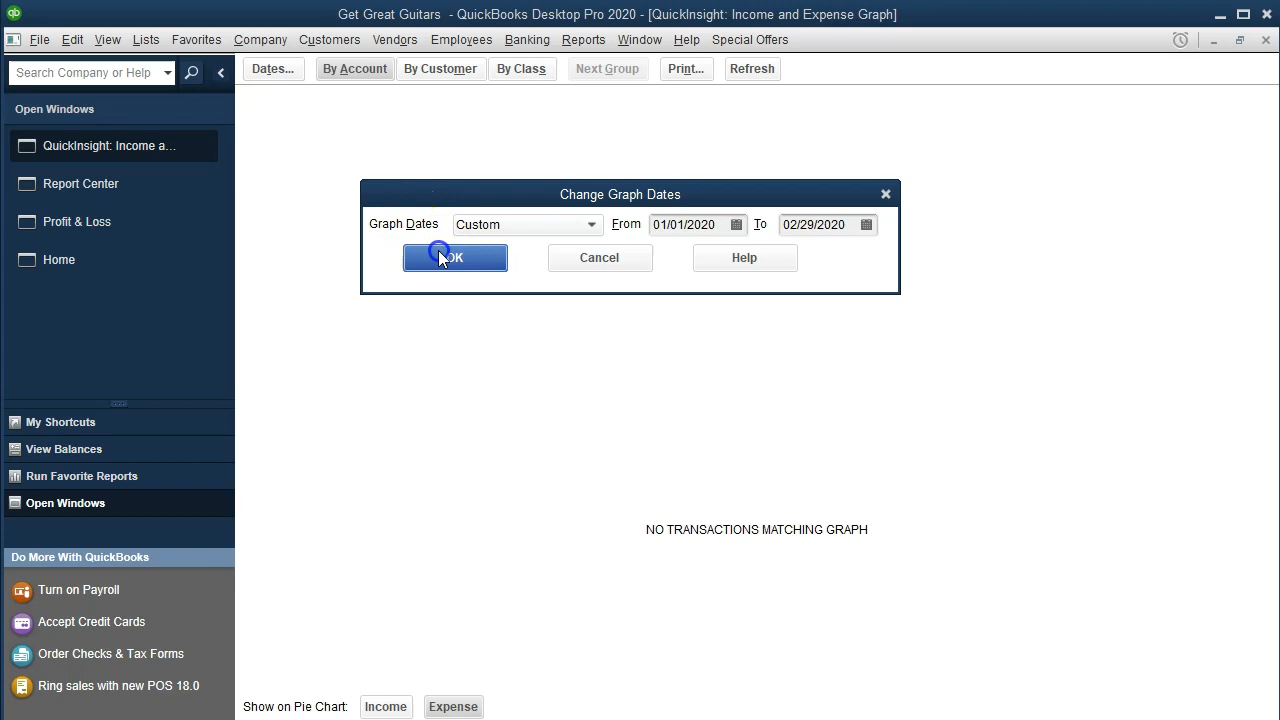 Get Great Guitars - QuickBooks Desktop Pro 2020 - [QuickInsight: Income and Expense Graph]
File Edit View Lists Favorites Company Customers Vendors Employees Banking Reports Window Help Special Offers
Search Company or Help
Dates... By Account By Customer By Class Next Group Print... Refresh
Open Windows
QuickInsight: Income a...
Report Center
Profit & Loss
Home
Change Graph Dates
Graph Dates Custom From 01/01/2020 To 02/29/2020
OK Cancel Help
NO TRANSACTIONS MATCHING GRAPH
My Shortcuts
View Balances
Run Favorite Reports
Open Windows
Do More With QuickBooks
Turn on Payroll
Accept Credit Cards
Order Checks & Tax Forms
Ring sales with new POS 18.0
Show on Pie Chart: Income Expense